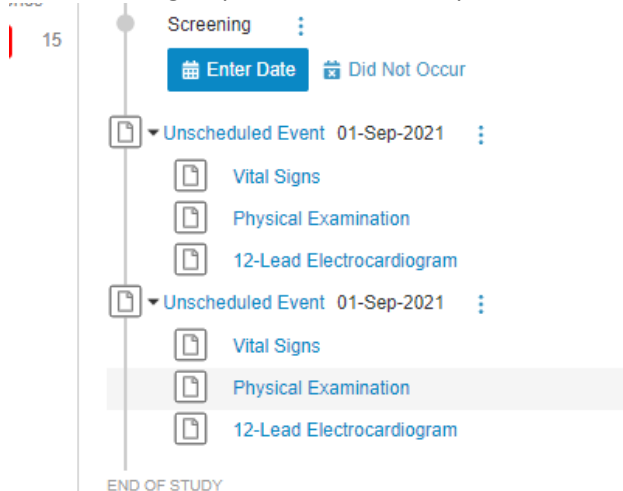 15
Screening
Enter Date Did Not Occur
Unscheduled Event 01-Sep-2021
Vital Signs
Physical Examination
12-Lead Electrocardiogram
Unscheduled Event 01-Sep-2021
Vital Signs
Physical Examination
12-Lead Electrocardiogram
END OF STUDY